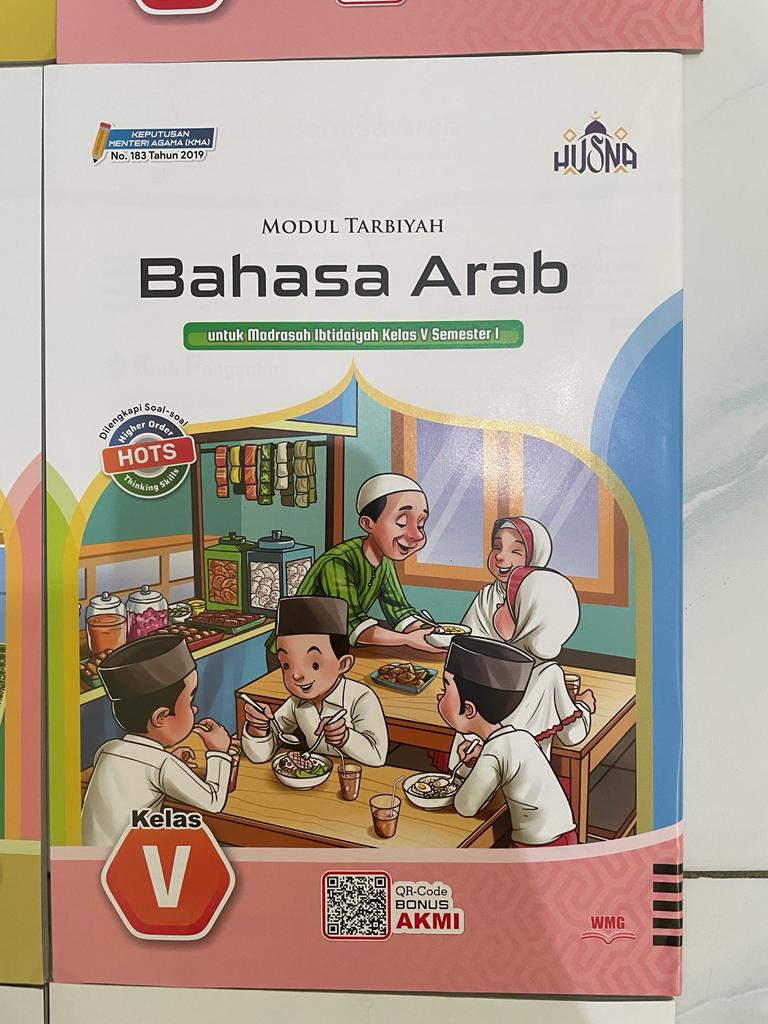 KEPUTUSAN
MENTERI AGAMA (KMA)
No. 183 Tahun 2019
HUSNA
MODUL TARBIYAH
Bahasa Arab
untuk Madrasah Ibtidaiyah Kelas V Semester I
Dilengkapi Soal-soal
Higher Order
HOTS
Thinking Skills
Kelas
V
QR-Code
BONUS
AKMI
WMG